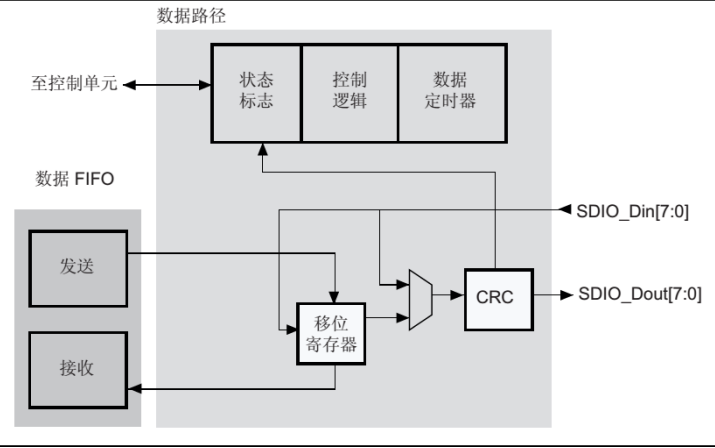 数据路径
至控制单元
状态
标志
控制
逻辑
数据
定时器
数据 FIFO
SDIO_Din[7:0]
发送
移位
寄存器
CRC
SDIO_Dout[7:0]
接收